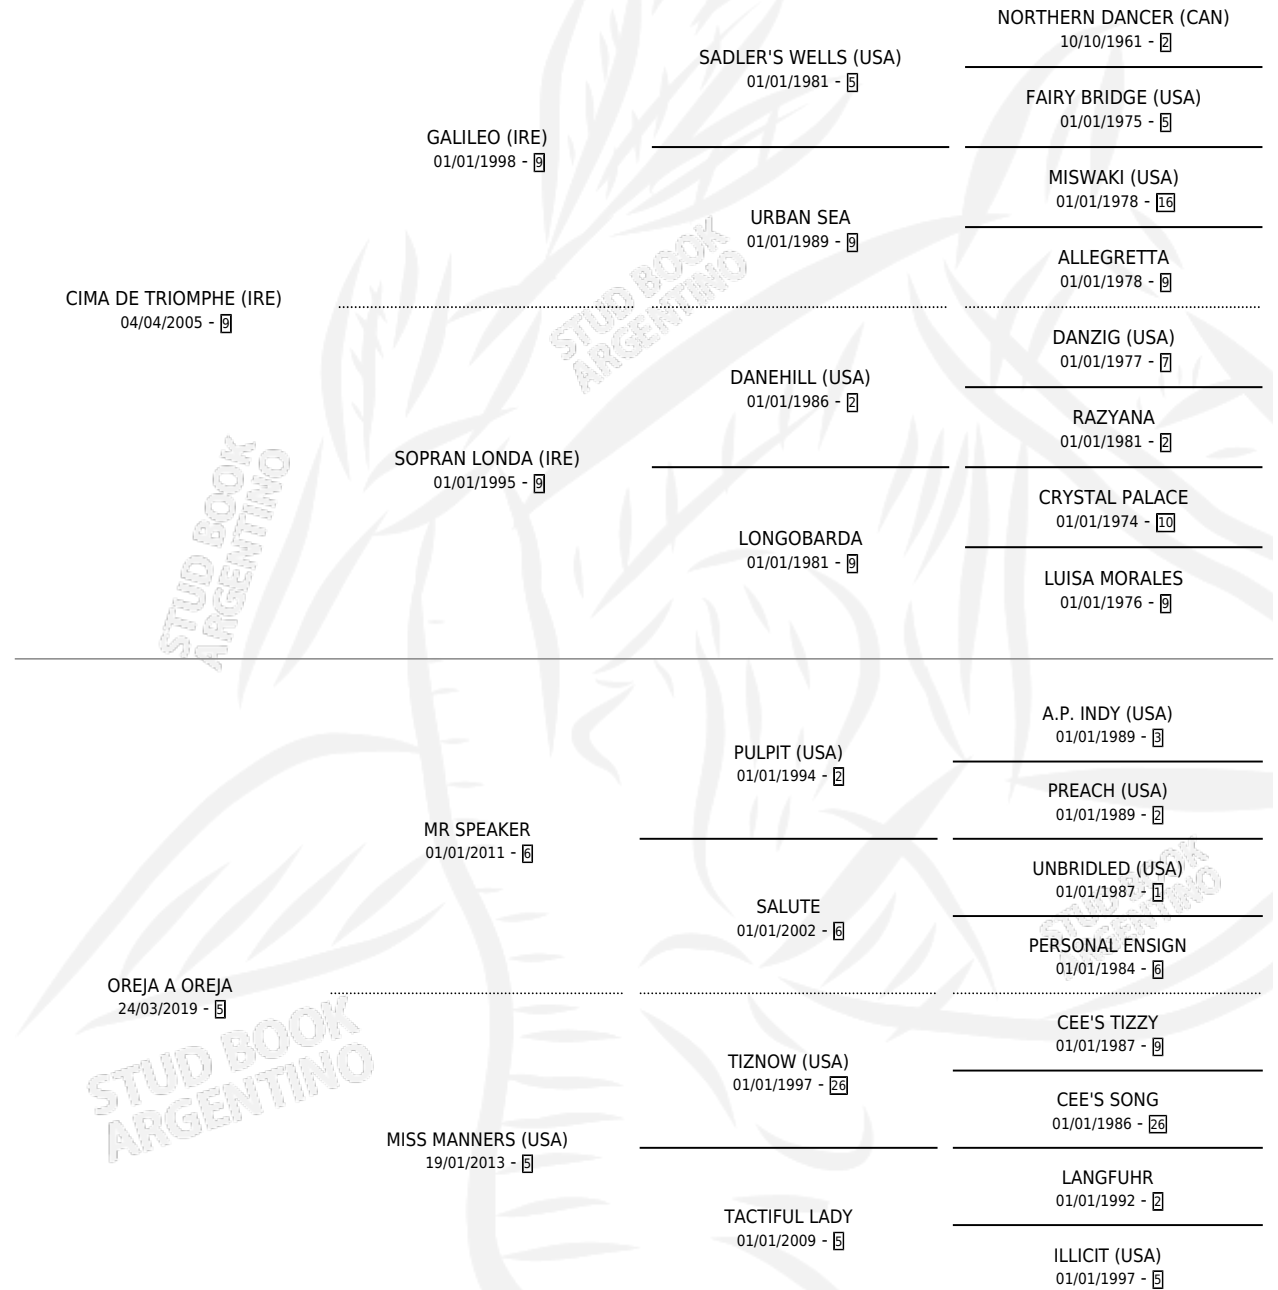 NORTHERN DANCER (CAN)
10/10/1961 - 2
SADLER'S WELLS (USA)
01/01/1981 - 5
FAIRY BRIDGE (USA)
01/01/1975 - 5
GALILEO (IRE)
01/01/1998 - 9
MISWAKI (USA)
01/01/1978 - 16
URBAN SEA
01/01/1989 - 9
ALLEGRETTA
01/01/1978 - 9
CIMA DE TRIOMPHE (IRE)
04/04/2005 - 9
DANZIG (USA)
01/01/1977 - 7
DANEHILL (USA)
01/01/1986 - 2
RAZYANA
01/01/1981 - 2
SOPRAN LONDA (IRE)
01/01/1995 - 9
CRYSTAL PALACE
01/01/1974 - 10
LONGOBARDA
01/01/1981 - 9
LUISA MORALES
01/01/1976 - 9
A.P. INDY (USA)
01/01/1989 - 3
PULPIT (USA)
01/01/1994 - 2
PREACH (USA)
01/01/1989 - 2
MR SPEAKER
01/01/2011 - 6
UNBRIDLED (USA)
01/01/1987 - 1
SALUTE
01/01/2002 - 6
PERSONAL ENSIGN
01/01/1984 - 6
OREJA A OREJA
24/03/2019 - 5
CEE'S TIZZY
01/01/1987 - 9
TIZNOW (USA)
01/01/1997 - 26
CEE'S SONG
01/01/1986 - 26
MISS MANNERS (USA)
19/01/2013 - 5
LANGFUHR
01/01/1992 - 2
TACTIFUL LADY
01/01/2009 - 5
ILLICIT (USA)
01/01/1997 - 5
STUD BOOK
ARGENTINO
STUD BOOK
ARGENTINO
STUD BOOK
ARGENTINO
STUD BOOK
ARGENTINO